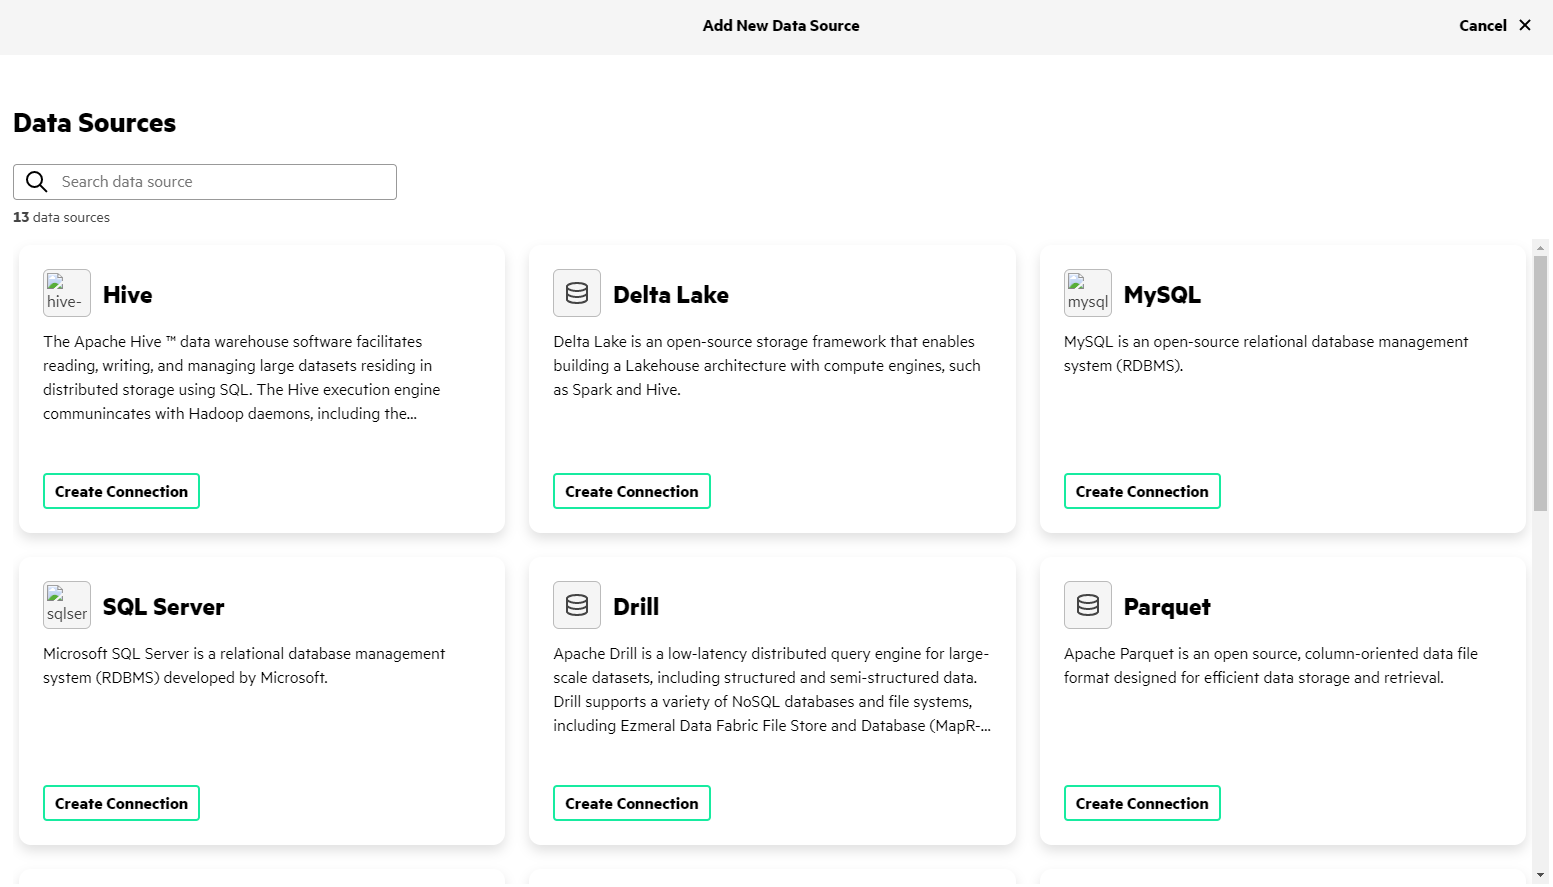 Add New Data Source
Cancel
Data Sources
Search data source
13 data sources
hive-
Hive
The Apache Hive ™ data warehouse software facilitates
reading, writing, and managing large datasets residing in
distributed storage using SQL. The Hive execution engine
communincates with Hadoop daemons, including the...
Create Connection
Delta Lake
Delta Lake is an open-source storage framework that enables
building a Lakehouse architecture with compute engines, such
as Spark and Hive.
Create Connection
mysql
MySQL
MySQL is an open-source relational database management
system (RDBMS).
Create Connection
sqlser
SQL Server
Microsoft SQL Server is a relational database management
system (RDBMS) developed by Microsoft.
Create Connection
Drill
Apache Drill is a low-latency distributed query engine for large-
scale datasets, including structured and semi-structured data.
Drill supports a variety of NoSQL databases and file systems,
including Ezmeral Data Fabric File Store and Database (MapR-...
Create Connection
Parquet
Apache Parquet is an open source, column-oriented data file
format designed for efficient data storage and retrieval.
Create Connection